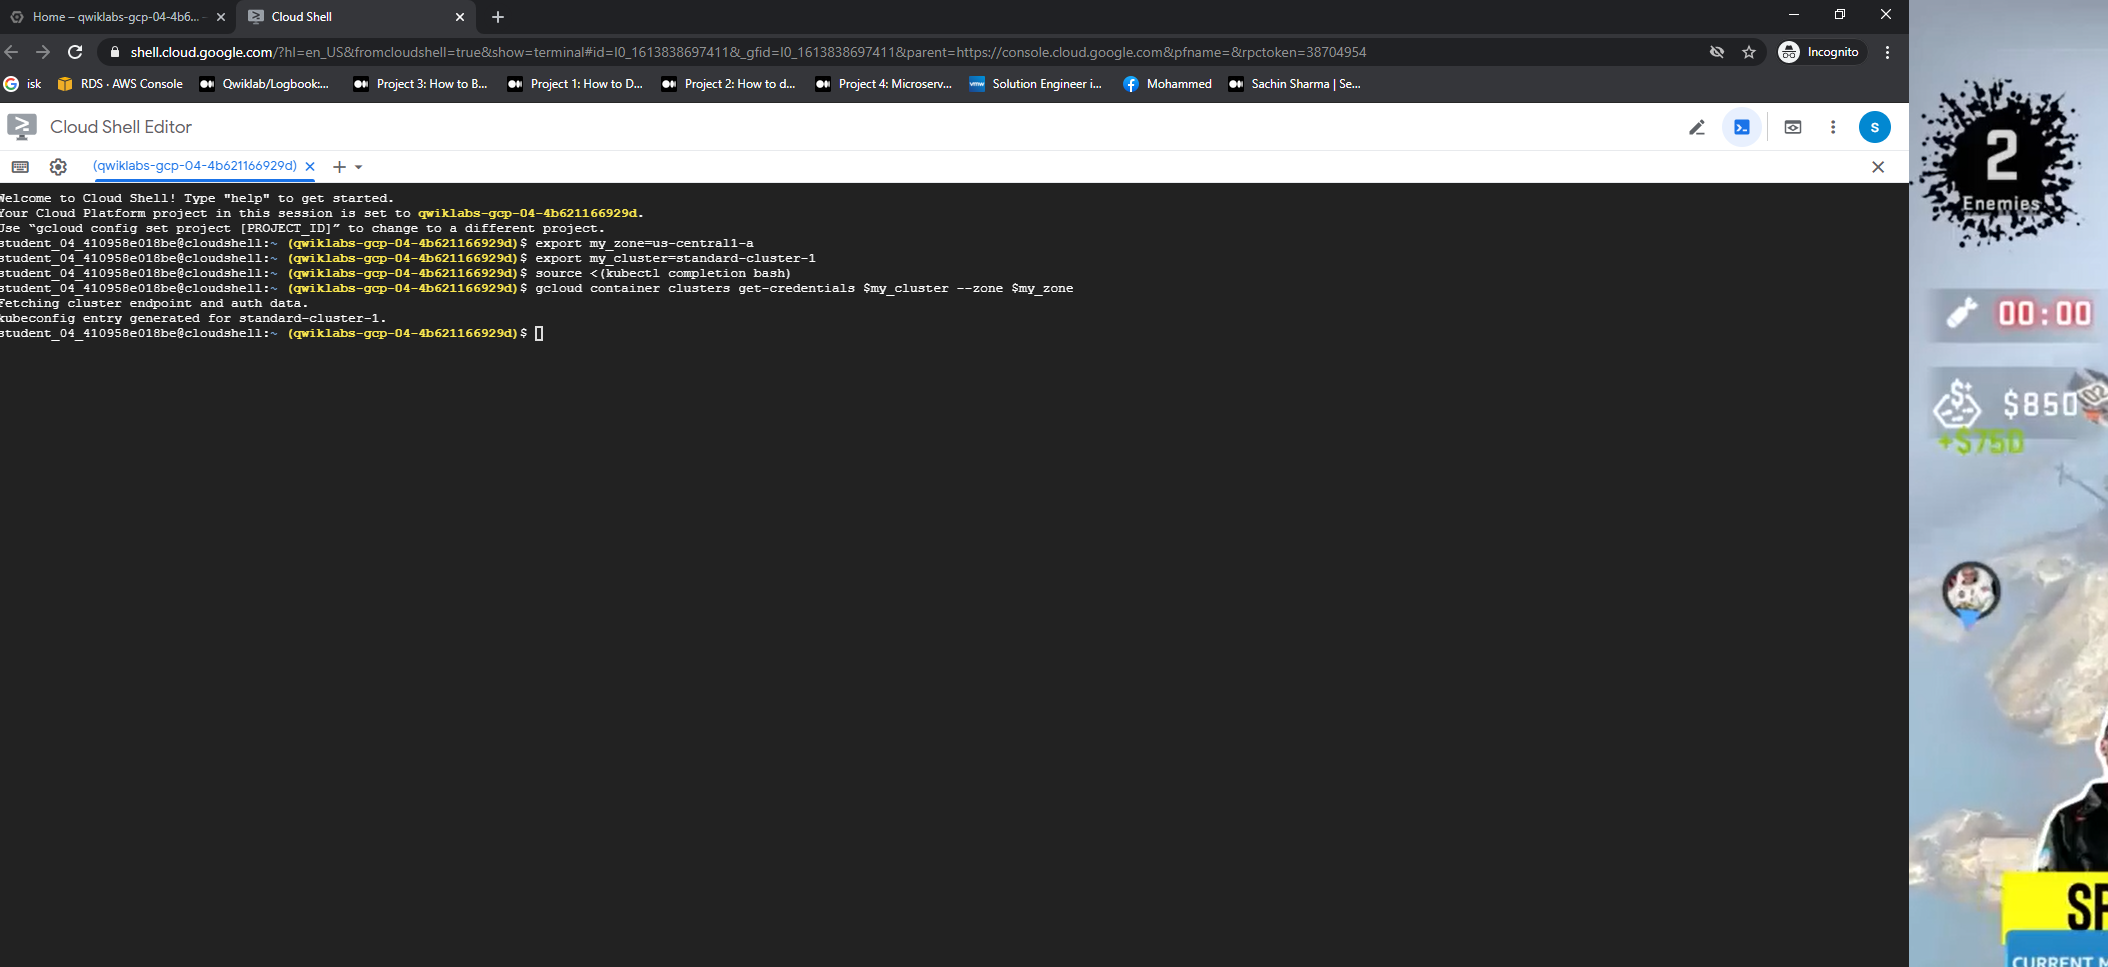 Home – qwiklabs-gcp-04-4b6...
Cloud Shell
shell.cloud.google.com/?hl=en_US&fromcloudshell=true&show=terminal#id=I0_1613838697411&_gfid=I0_1613838697411&parent=https://console.cloud.google.com&pfname=&rpctoken=38704954
Incognito
isk
RDS · AWS Console
Qwiklab/Logbook:...
Project 3: How to B...
Project 1: How to D...
Project 2: How to d...
Project 4: Microserv...
Solution Engineer i...
Mohammed
Sachin Sharma | Se...
Cloud Shell Editor
s
(qwiklabs-gcp-04-4b621166929d)
Welcome to Cloud Shell! Type "help" to get started.
Your Cloud Platform project in this session is set to qwiklabs-gcp-04-4b621166929d.
Use “gcloud config set project [PROJECT_ID]” to change to a different project.
student_04_410958e018be@cloudshell:~ (qwiklabs-gcp-04-4b621166929d)$ export my_zone=us-central1-a
student_04_410958e018be@cloudshell:~ (qwiklabs-gcp-04-4b621166929d)$ export my_cluster=standard-cluster-1
student_04_410958e018be@cloudshell:~ (qwiklabs-gcp-04-4b621166929d)$ source <(kubectl completion bash)
student_04_410958e018be@cloudshell:~ (qwiklabs-gcp-04-4b621166929d)$ gcloud container clusters get-credentials $my_cluster --zone $my_zone
Fetching cluster endpoint and auth data.
kubeconfig entry generated for standard-cluster-1.
student_04_410958e018be@cloudshell:~ (qwiklabs-gcp-04-4b621166929d)$
2
Enemies
00:00
$850
+$750
SP
CURRENT M